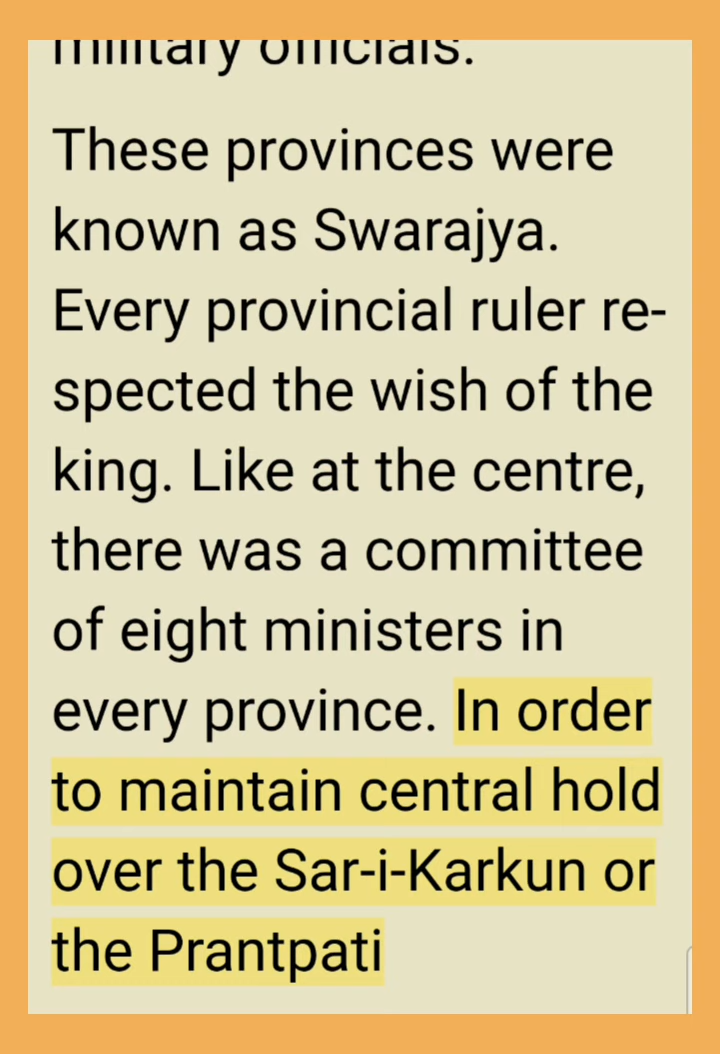 military officials.
These provinces were
known as Swarajya.
Every provincial ruler re-
spected the wish of the
king. Like at the centre,
there was a committee
of eight ministers in
every province. In order
to maintain central hold
over the Sar-i-Karkun or
the Prantpati